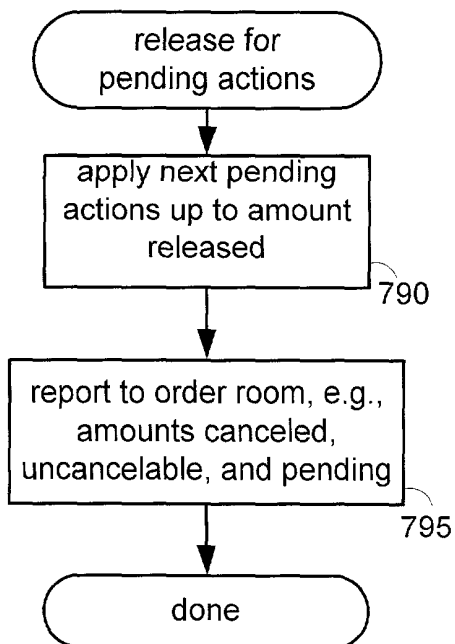 release for
pending actions
apply next pending
actions up to amount
released
790
report to order room, e.g.,
amounts canceled,
uncancelable, and pending
795
done